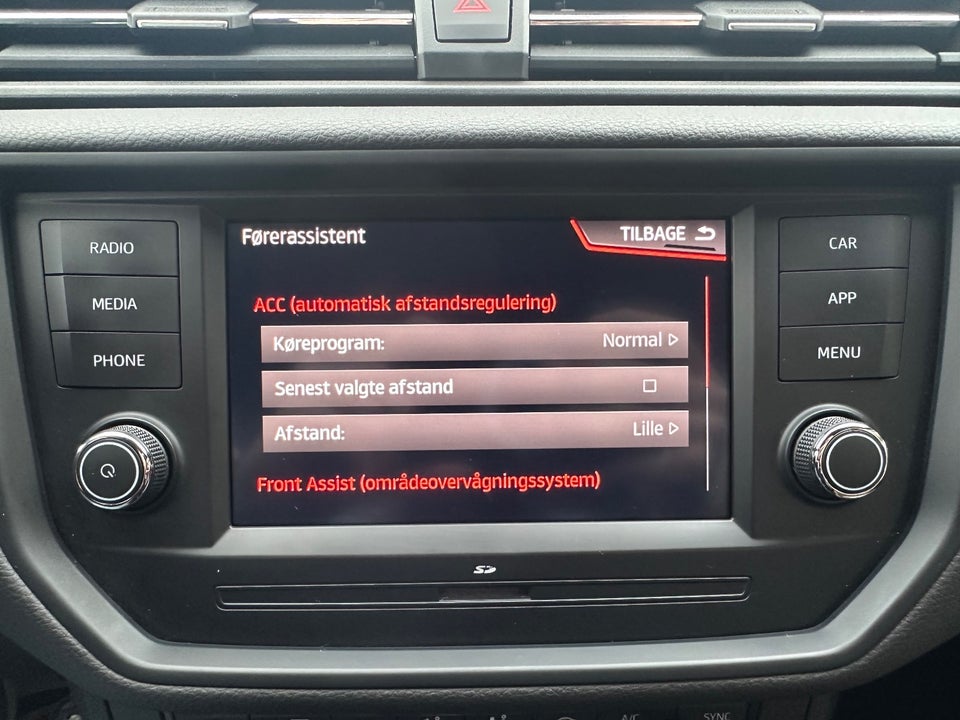 Førerassistent
TILBAGE
RADIO
MEDIA
PHONE
ACC (automatisk afstandsregulering)
Køreprogram: Normal
Senest valgte afstand
Afstand: Lille
Front Assist (områdeovervågningssystem)
CAR
APP
MENU
SD
A/C
SYNC